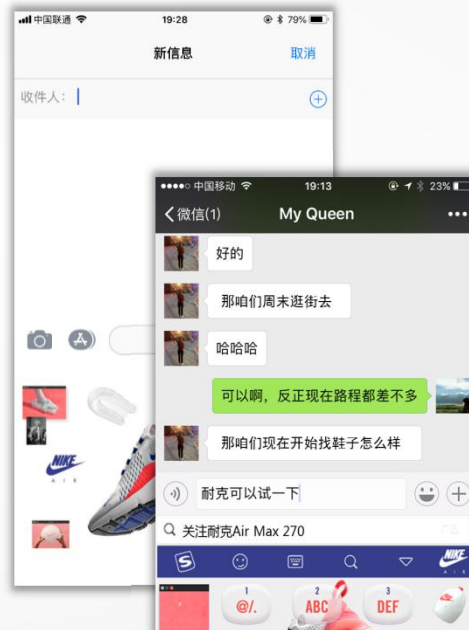 中国联通
19:28
79%
新信息
取消
收件人：
NIKE
AIR
中国移动
19:13
23%
微信(1)
My Queen
好的
那咱们周末逛街去
哈哈哈
可以啊，反正现在路程都差不多
那咱们现在开始找鞋子怎么样
耐克可以试一下
关注耐克Air Max 270
S
NIKE
AIR
1
@/.
2
ABC
3
DEF